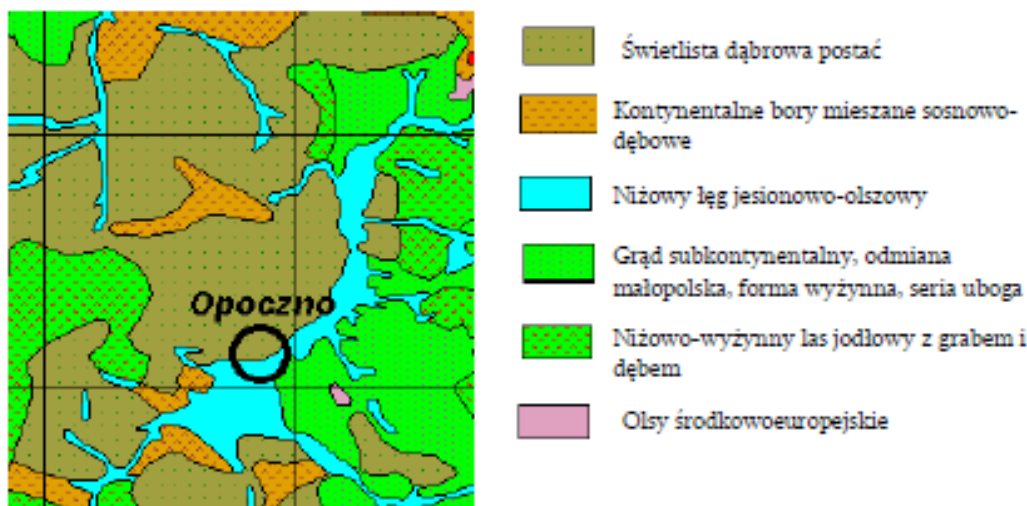 Opoczno
Świetlista dąbrowa postać
Kontynentalne bory mieszane sosnowo-
dębowe
Niżowy łęg jesionowo-olszowy
Grąd subkontynentalny, odmiana
małopolska, forma wyżynna, seria uboga
Niżowo-wyżynny las jodłowy z grabem i
dębem
Olsy środkowoeuropejskie